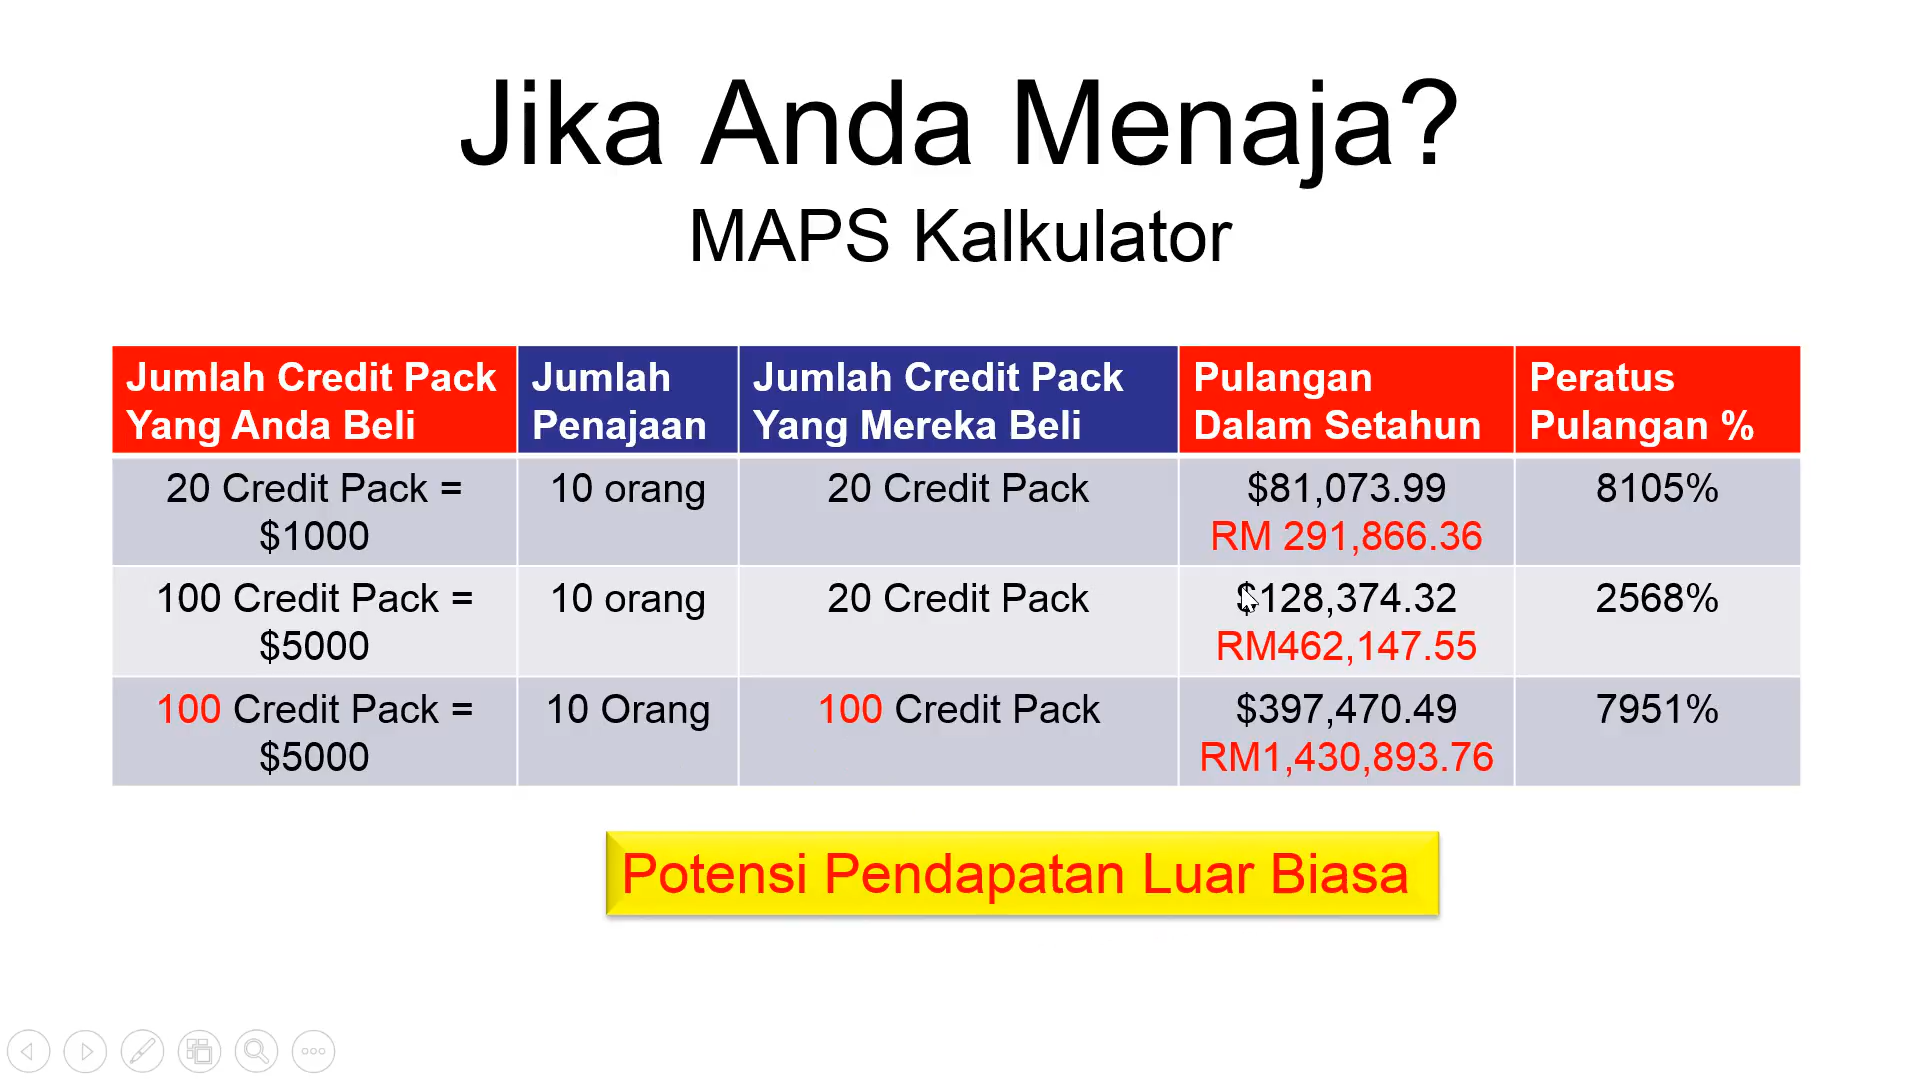 Jika Anda Menaja?
MAPS Kalkulator
Jumlah Credit Pack
Yang Anda Beli
Jumlah
Penajaan
Jumlah Credit Pack
Yang Mereka Beli
Pulangan
Dalam Setahun
Peratus
Pulangan %
20 Credit Pack =
$1000
10 orang
20 Credit Pack
$81,073.99
RM 291,866.36
8105%
100 Credit Pack =
$5000
10 orang
20 Credit Pack
$128,374.32
RM462,147.55
2568%
100 Credit Pack =
$5000
10 Orang
100 Credit Pack
$397,470.49
RM1,430,893.76
7951%
Potensi Pendapatan Luar Biasa